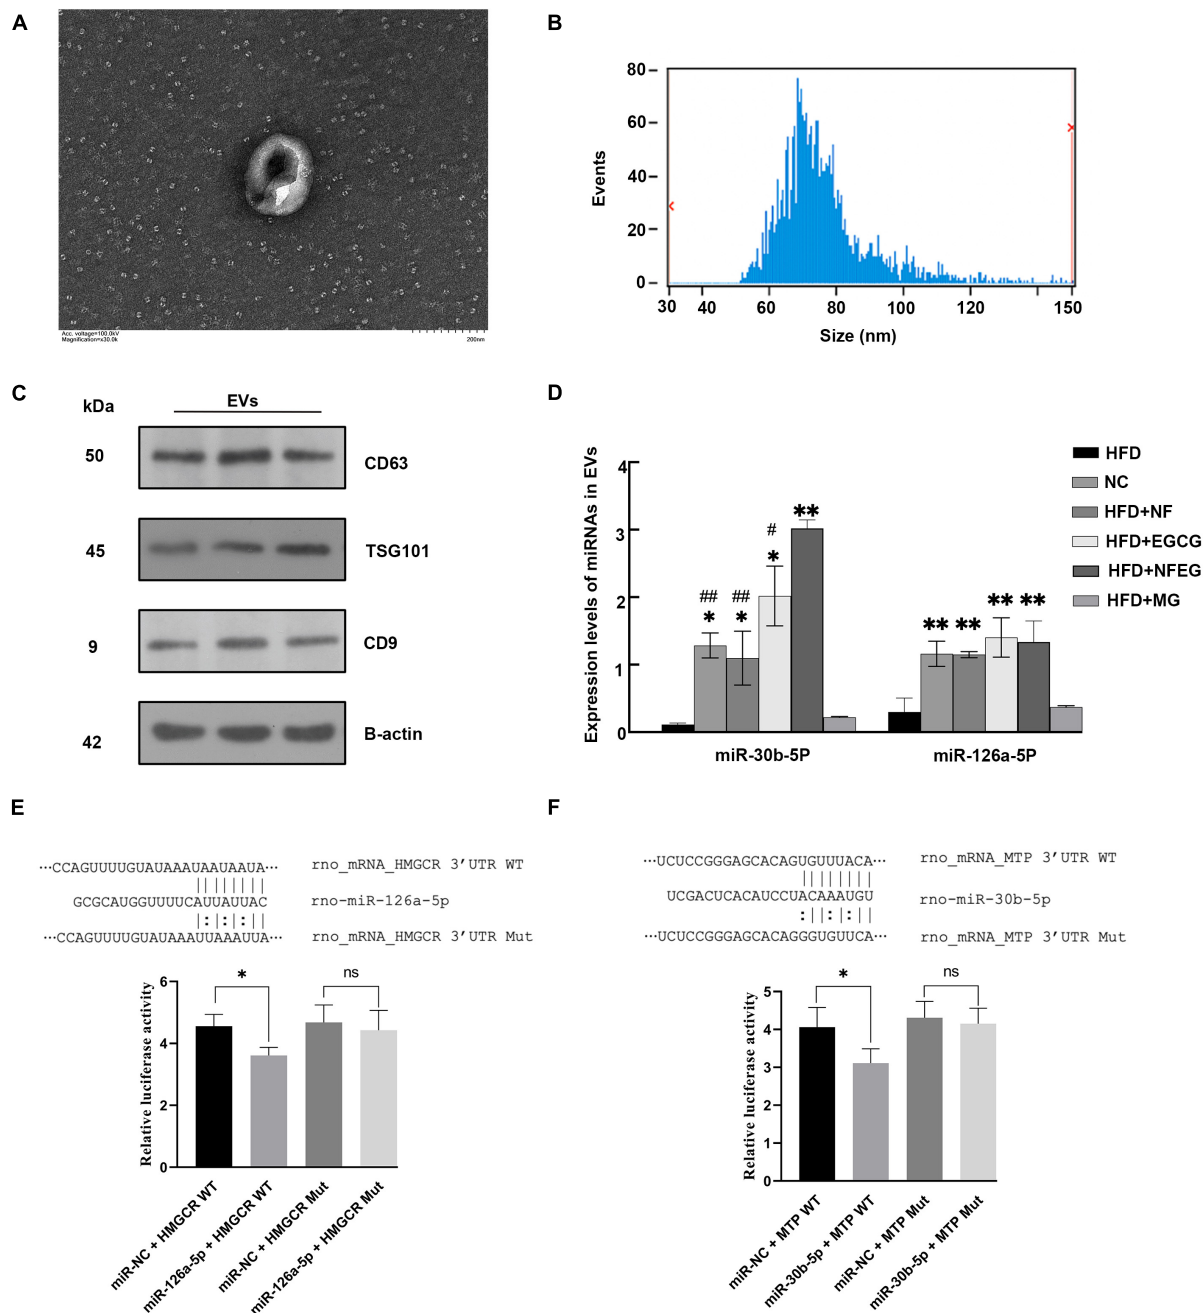 A
Acc. voltage=100.0kV
Magnification=x30.0k
200nm
B
80
60
40
20
0
Events
30 40 60 80 100 120 150
Size (nm)
C
kDa
EVs
50
CD63
45
TSG101
9
CD9
42
B-actin
D
Expression levels of miRNAs in EVs
4
3
2
1
0
## ## # **
* * *
** ** ** **
miR-30b-5P
miR-126a-5P
HFD
NC
HFD+NF
HFD+EGCG
HFD+NFEG
HFD+MG
E
···CCAGUUUUGUAUAAAUAAUAAUA··· rno_mRNA_HMGCR 3’UTR WT
GCGCAUGGUUUUCAUUAUUAC rno-miR-126a-5p
···CCAGUUUUGUAUAAAUUAAAUUA··· rno_mRNA_HMGCR 3’UTR Mut
Relative luciferase activity
6
4
2
0
* ns
miR-NC + HMGCR WT
miR-126a-5p + HMGCR WT
miR-NC + HMGCR Mut
miR-126a-5p + HMGCR Mut
F
···UCUCCGGGAGCACAGUGUUUACA··· rno_mRNA_MTP 3’UTR WT
UCGACUCACAUCCUACAAAUGU rno-miR-30b-5p
···UCUCCGGGAGCACAGGGUGUUCA··· rno_mRNA_MTP 3’UTR Mut
Relative luciferase activity
5
4
3
2
1
0
* ns
miR-NC + MTP WT
miR-30b-5p + MTP WT
miR-NC + MTP Mut
miR-30b-5p + MTP Mut